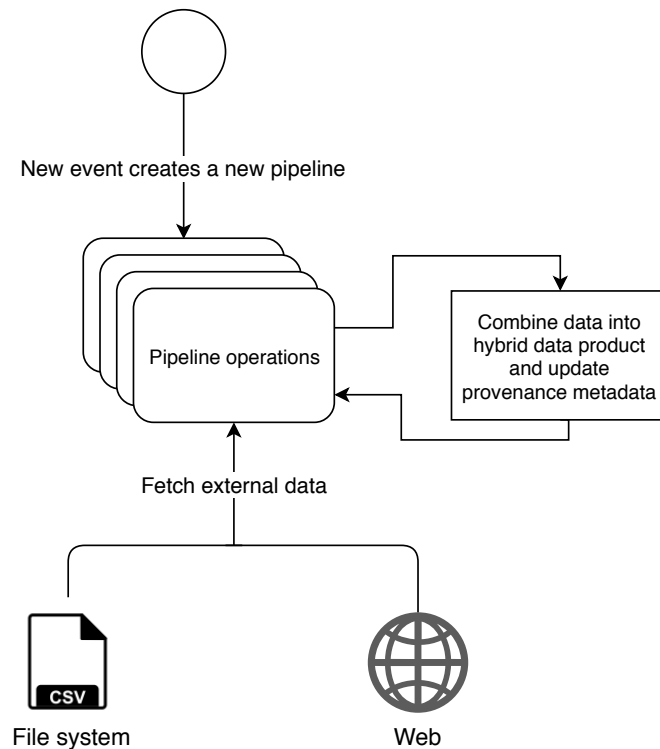 New event creates a new pipeline
Pipeline operations
Combine data into
hybrid data product
and update
provenance metadata
Fetch external data
CSV
File system
Web